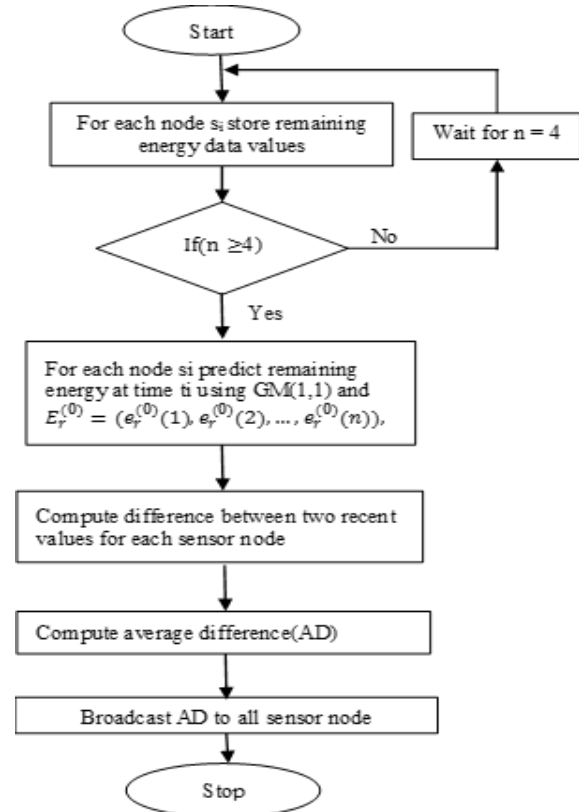 Start
For each node sᵢ store remaining
energy data values
Wait for n = 4
If(n ≥4)
No
Yes
For each node si predict remaining
energy at time ti using GM(1,1) and
E_r^(0) = (e_r^(0)(1), e_r^(0)(2), ..., e_r^(0)(n)),
Compute difference between two recent
values for each sensor node
Compute average difference(AD)
Broadcast AD to all sensor node
Stop